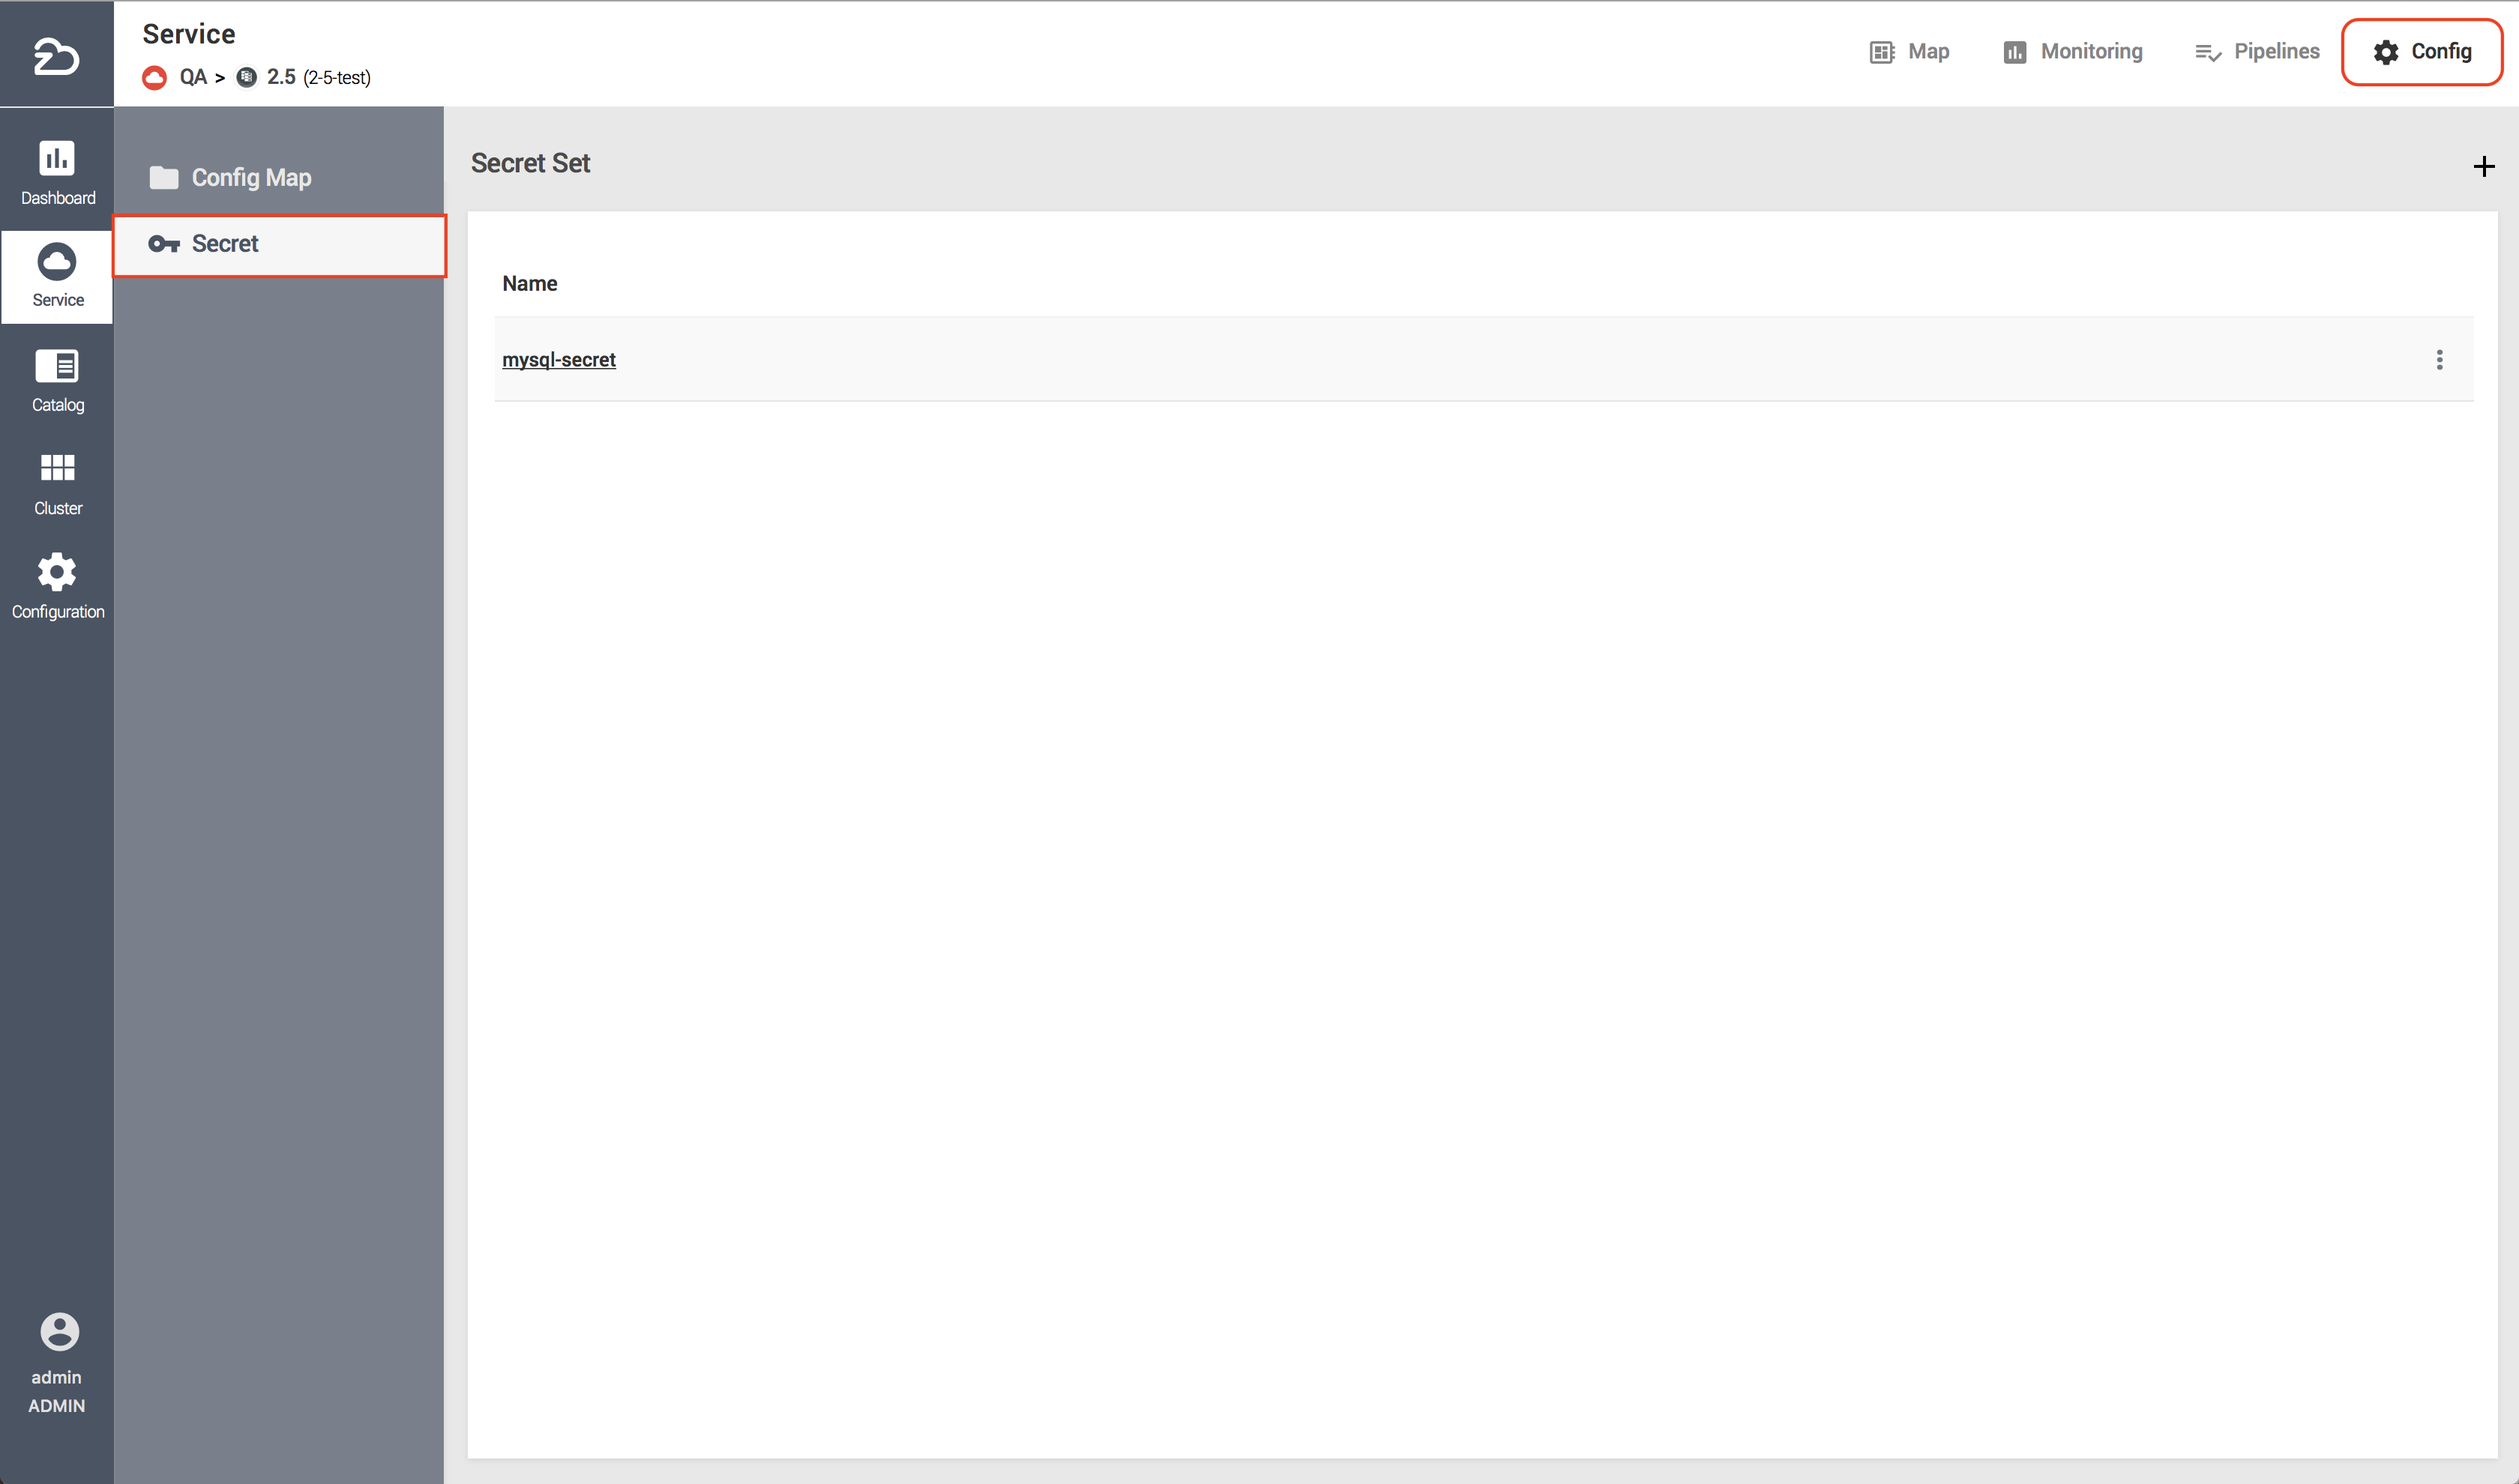 Service
QA > 2.5 (2-5-test)
Map
Monitoring
Pipelines
Config
Dashboard
Service
Catalog
Cluster
Configuration
admin
ADMIN
Config Map
Secret
Secret Set
+
Name
mysql-secret